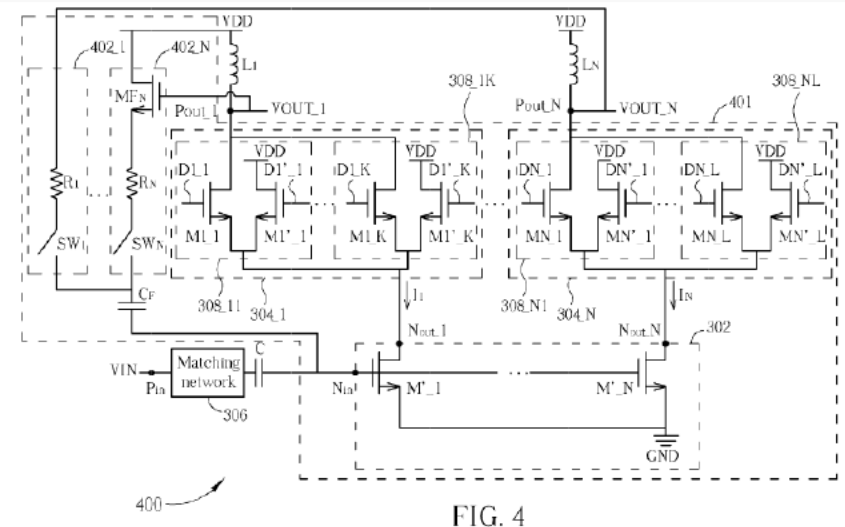 VDD VDD
402_1 402_N
L1 LN
MFN
308_1K 308_NL
POUT_1 VOUT_1 POUT_N VOUT_N 401
VDD VDD VDD VDD
D1_1 D1'_1 D1_K D1'_K DN_1 DN'_1 DN_L DN'_L
R1 ... RN ... ... ... ...
SW1 SWN M1_1 M1'_1 M1_K M1'_K MN_1 MN'_1 MN_L MN'_L
308_11 304_1 I1 308_N1 304_N IN
CF
Nout_1 Nout_N 302
VIN Pin Matching C
network Nin M'_1 ... M'_N
306
GND
400
FIG. 4